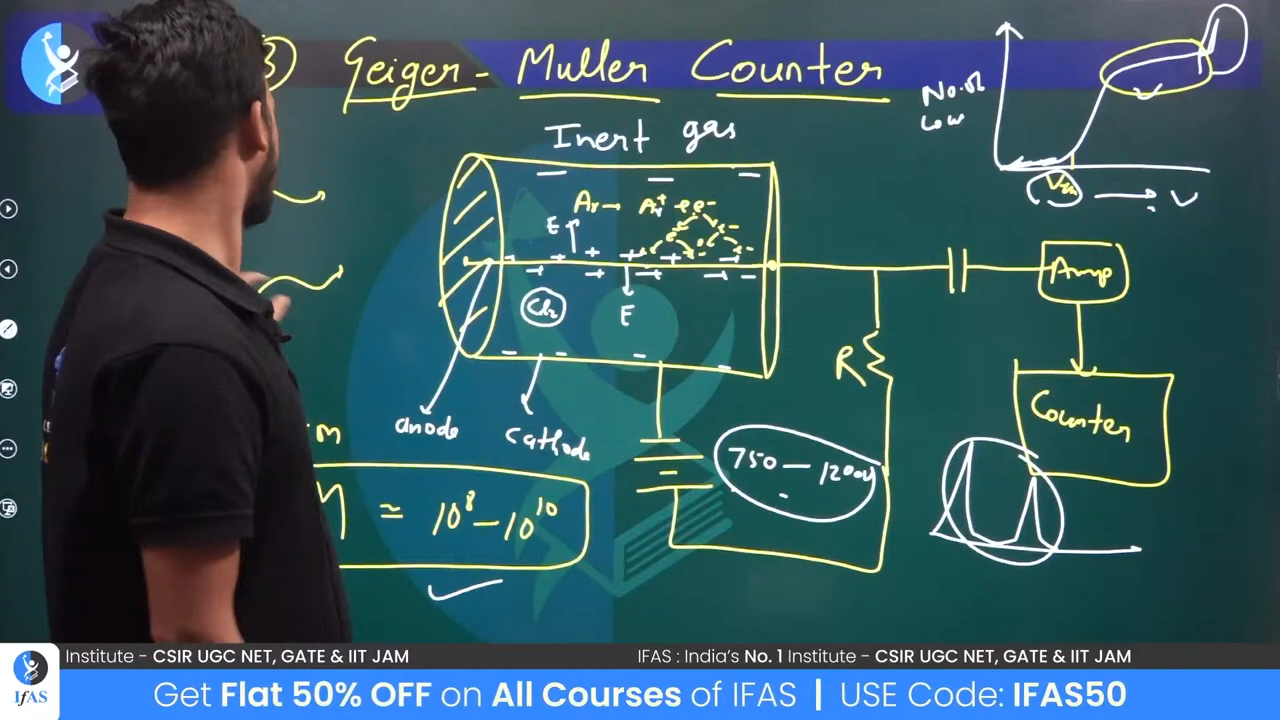 3) Geiger-Muller Counter
Inert gas
No. of
V
Ar→ Ar⁺ + e⁻
E
Cl₂
E
Amp
R
Counter
anode
Cathode
750 — 1200V
M ≃ 10⁸ – 10¹⁰
IFAS
Institute - CSIR UGC NET, GATE & IIT JAM
IFAS : India's No. 1 Institute - CSIR UGC NET, GATE & IIT JAM
Get Flat 50% OFF on All Courses of IFAS | USE Code: IFAS50